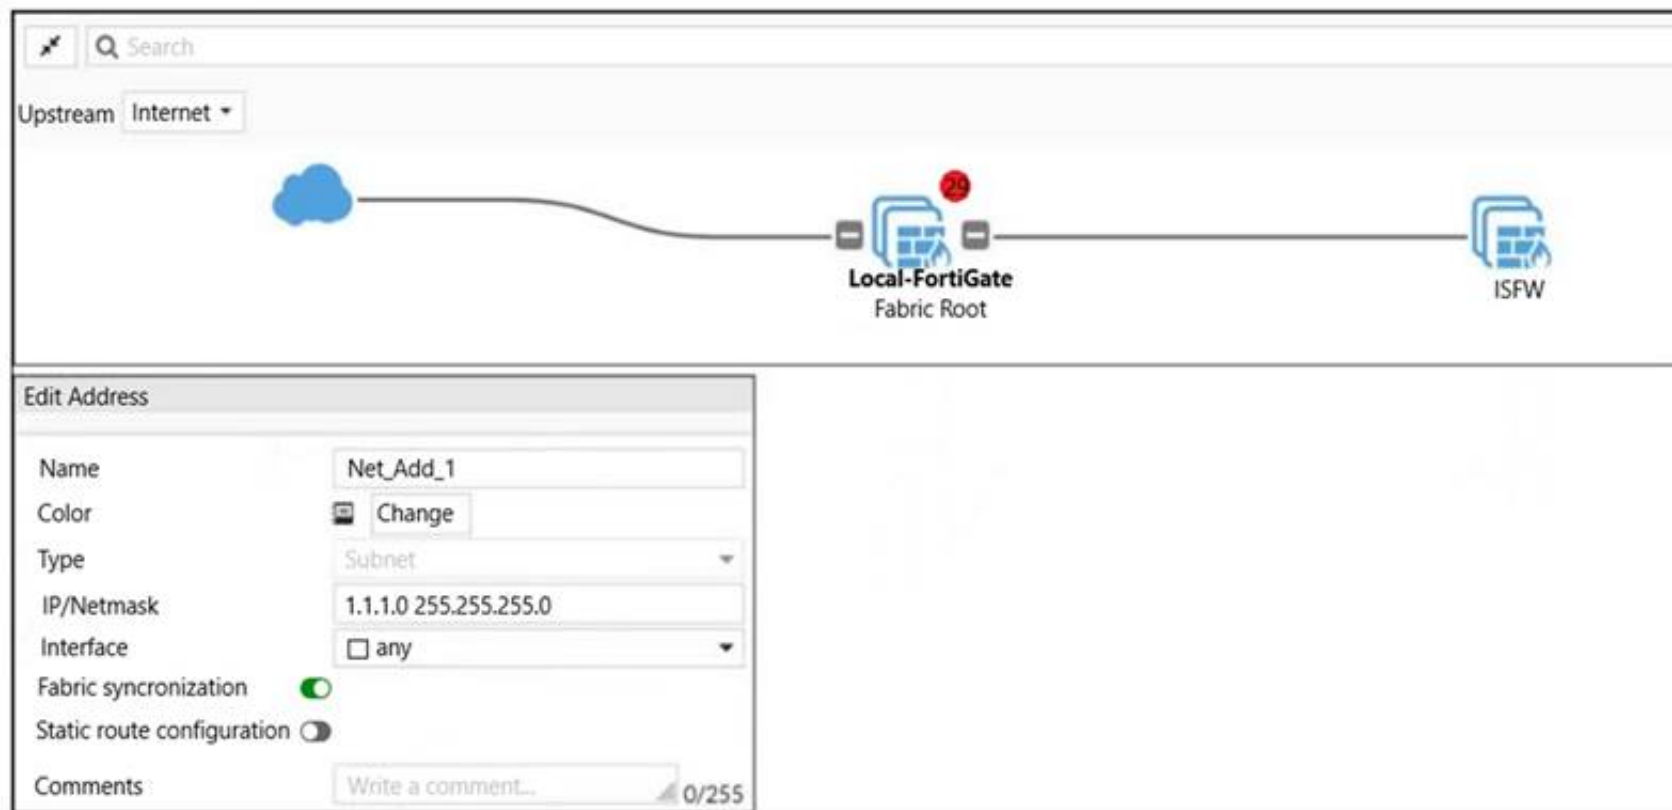 Search
Upstream Internet
29
Local-FortiGate
Fabric Root
ISFW
Edit Address
Name Net_Add_1
Color Change
Type Subnet
IP/Netmask 1.1.1.0 255.255.255.0
Interface any
Fabric syncronization
Static route configuration
Comments Write a comment... 0/255